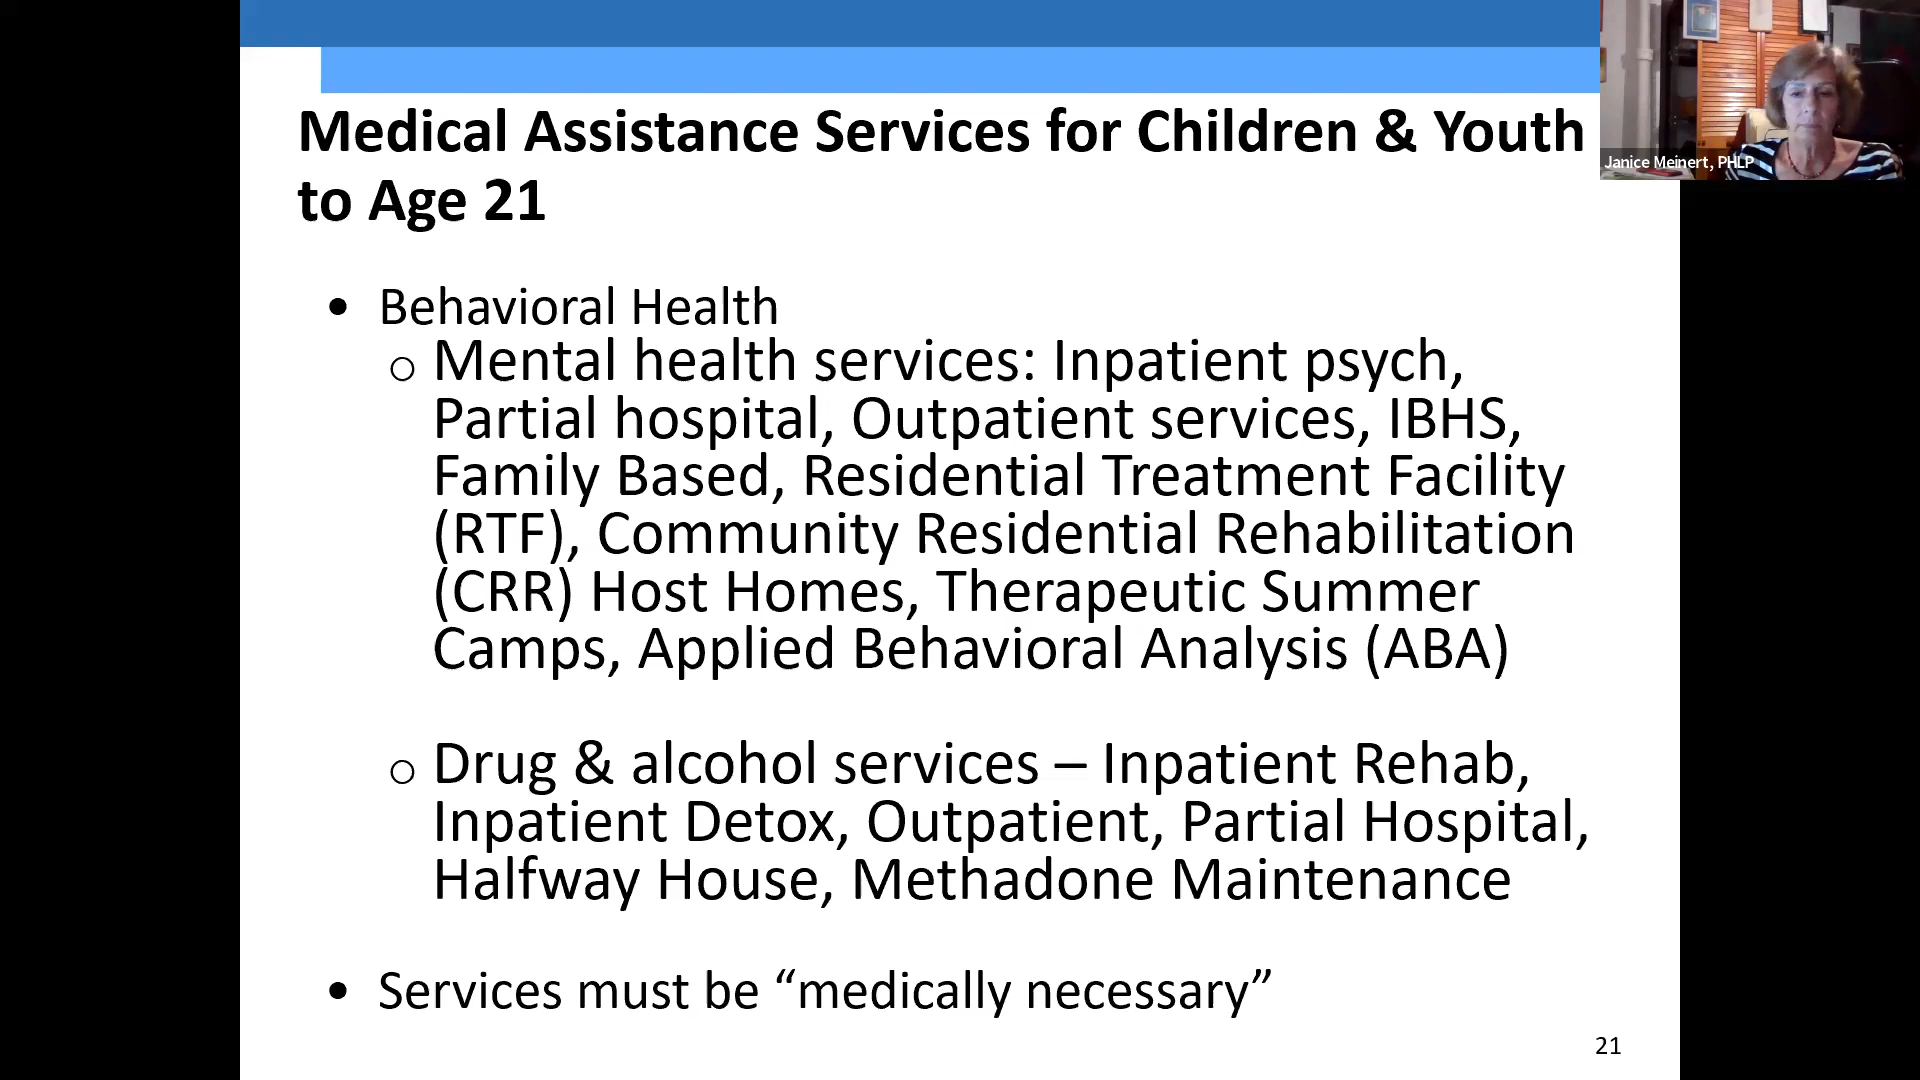 Medical Assistance Services for Children & Youth
to Age 21
Janice Meinert, PHLP
• Behavioral Health
o Mental health services: Inpatient psych,
Partial hospital, Outpatient services, IBHS,
Family Based, Residential Treatment Facility
(RTF), Community Residential Rehabilitation
(CRR) Host Homes, Therapeutic Summer
Camps, Applied Behavioral Analysis (ABA)
o Drug & alcohol services – Inpatient Rehab,
Inpatient Detox, Outpatient, Partial Hospital,
Halfway House, Methadone Maintenance
• Services must be “medically necessary”
21